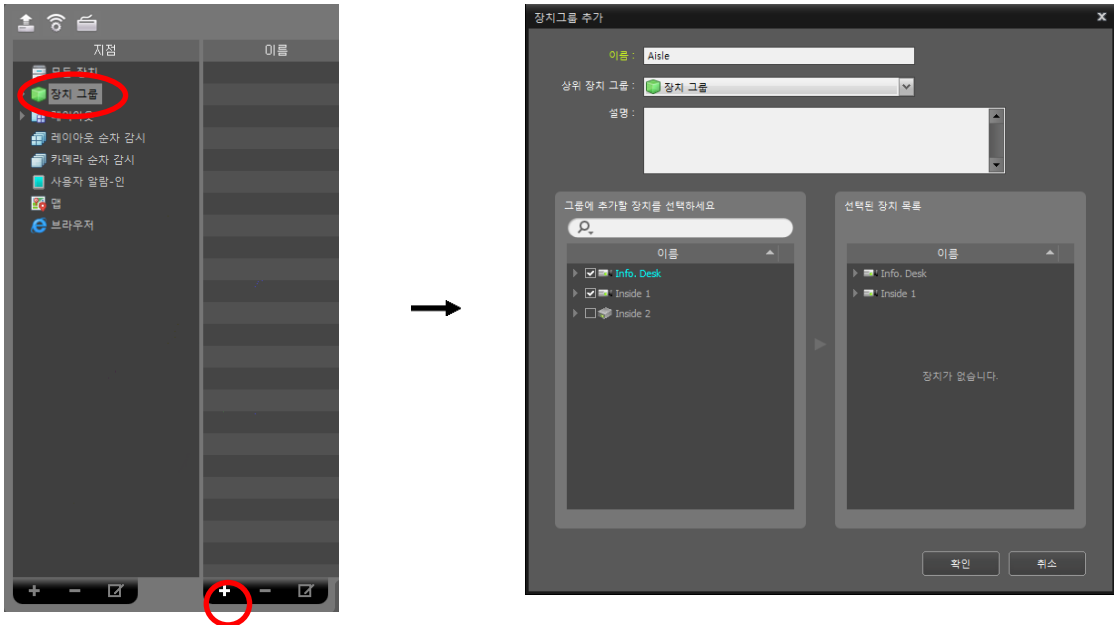 지점
이름
모든 장치
장치 그룹
레이아웃
레이아웃 순차 감시
카메라 순차 감시
사용자 알람-인
맵
브라우저
장치그룹 추가
이름 : Aisle
상위 장치 그룹 : 장치 그룹
설명 :
그룹에 추가할 장치를 선택하세요
이름
Info. Desk
Inside 1
Inside 2
선택된 장치 목록
이름
Info. Desk
Inside 1
장치가 없습니다.
확인
취소